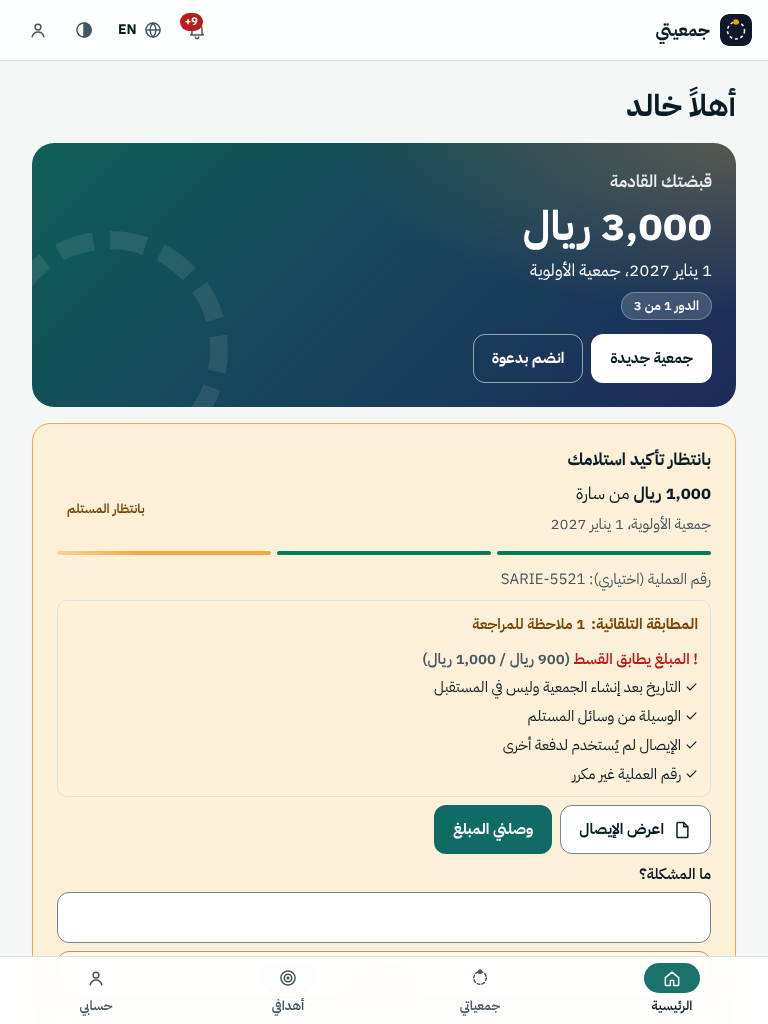 جمعيتي
+9
EN
أهلاً خالد
قبضتك القادمة
3,000 ريال
1 يناير 2027، جمعية الأولوية
الدور 1 من 3
جمعية جديدة
انضم بدعوة
بانتظار تأكيد استلامك
1,000 ريال من سارة
بانتظار المستلم
جمعية الأولوية، 1 يناير 2027
رقم العملية (اختياري): SARIE-5521
المطابقة التلقائية: 1 ملاحظة للمراجعة
! المبلغ يطابق القسط (900 ريال / 1,000 ريال)
✓ التاريخ بعد إنشاء الجمعية وليس في المستقبل
✓ الوسيلة من وسائل المستلم
✓ الإيصال لم يُستخدم لدفعة أخرى
✓ رقم العملية غير مكرر
اعرض الإيصال
وصلني المبلغ
ما المشكلة؟
الرئيسية
جمعياتي
أهدافي
حسابي